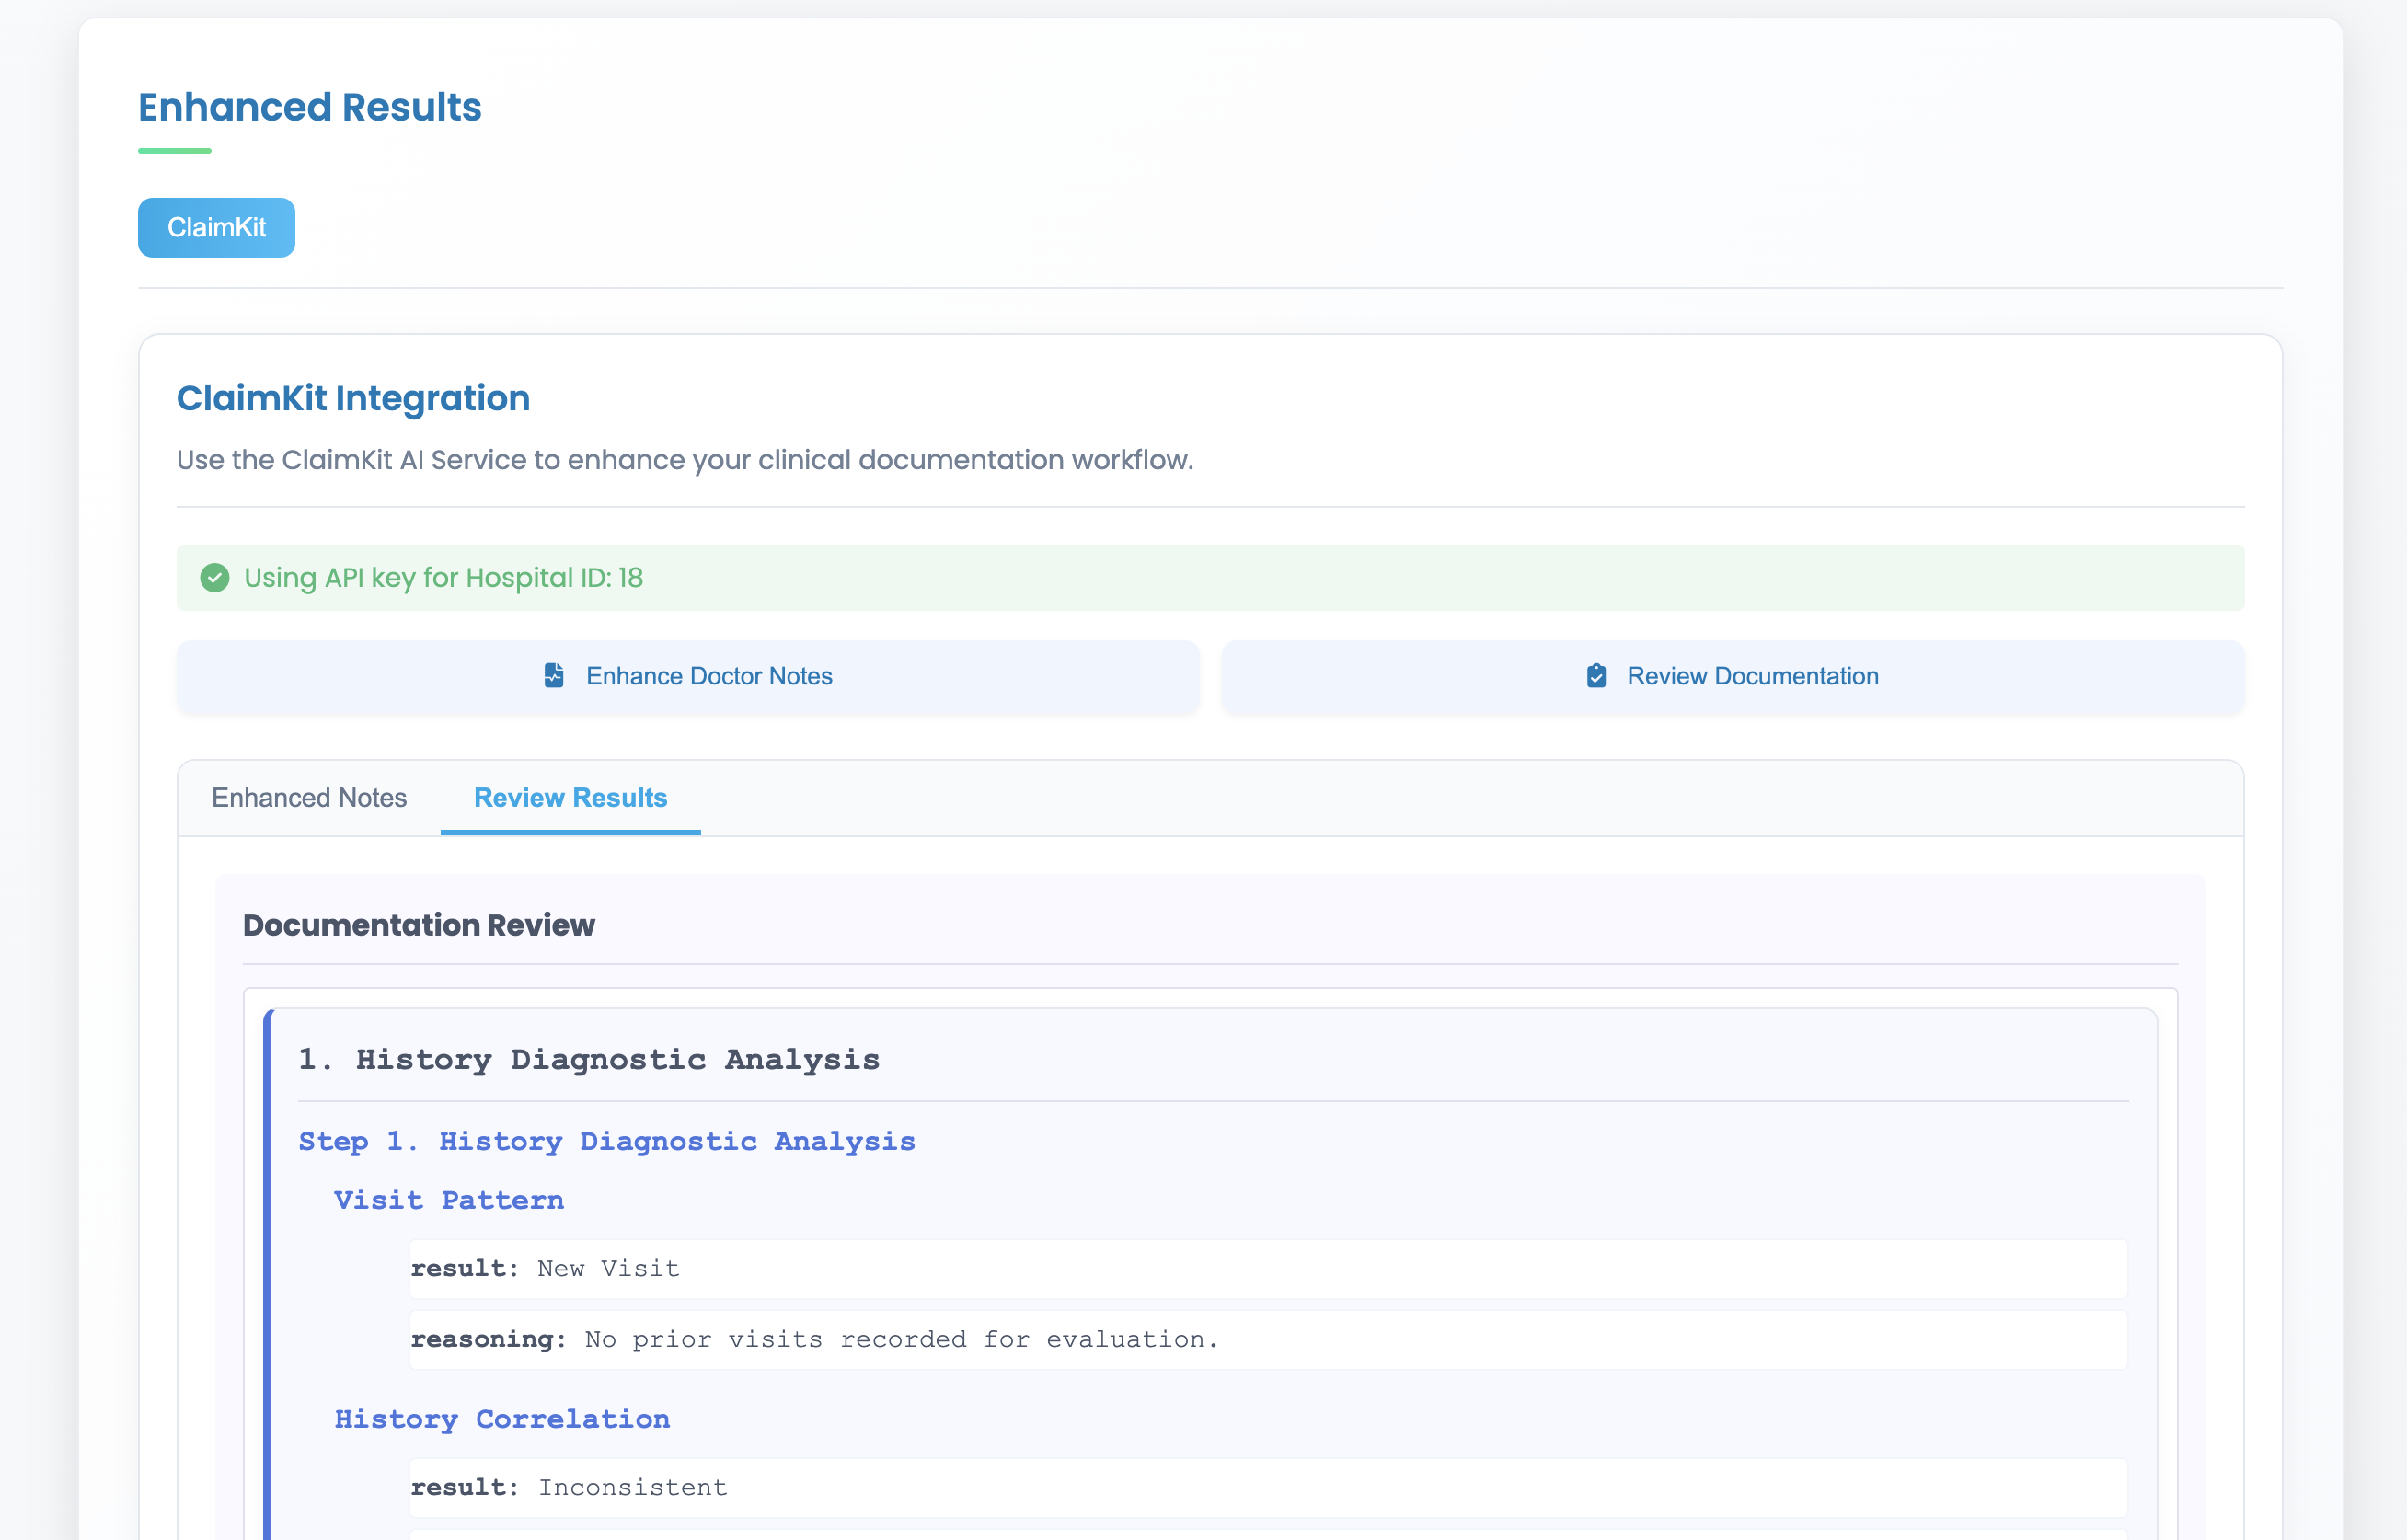 Enhanced Results
ClaimKit
ClaimKit Integration
Use the ClaimKit AI Service to enhance your clinical documentation workflow.
Using API key for Hospital ID: 18
Enhance Doctor Notes
Review Documentation
Enhanced Notes
Review Results
Documentation Review
1. History Diagnostic Analysis
Step 1. History Diagnostic Analysis
Visit Pattern
result: New Visit
reasoning: No prior visits recorded for evaluation.
History Correlation
result: Inconsistent